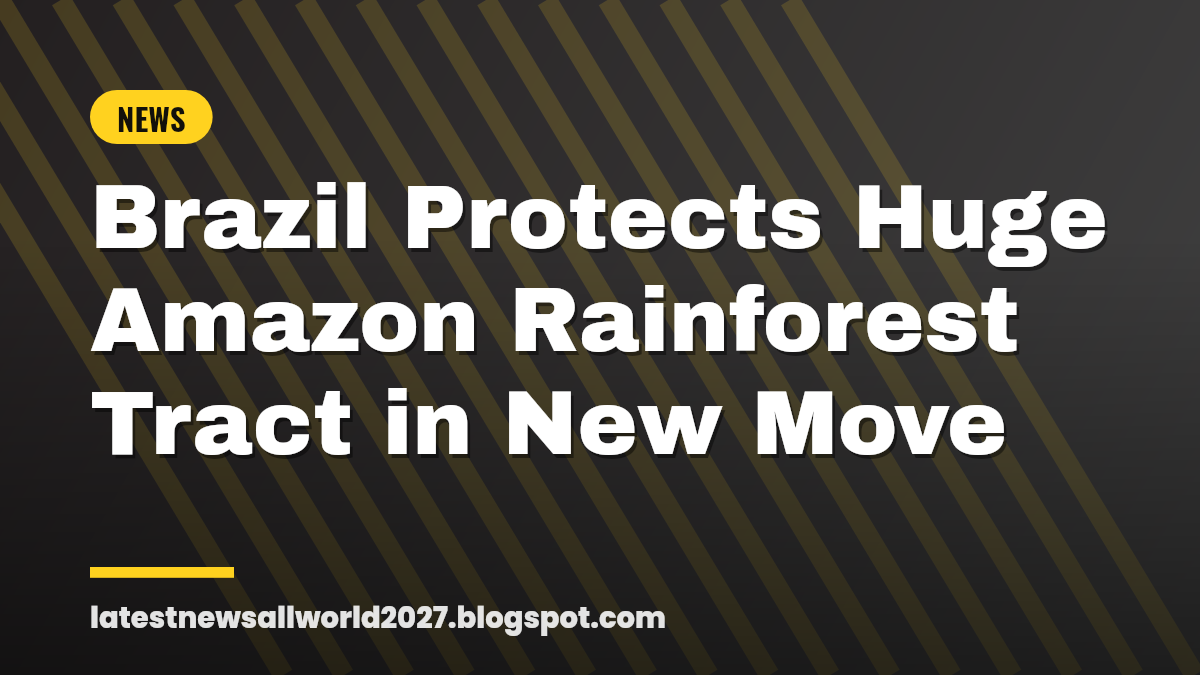 NEWS
Brazil Protects Huge
Amazon Rainforest
Tract in New Move
latestnewsallworld2027.blogspot.com